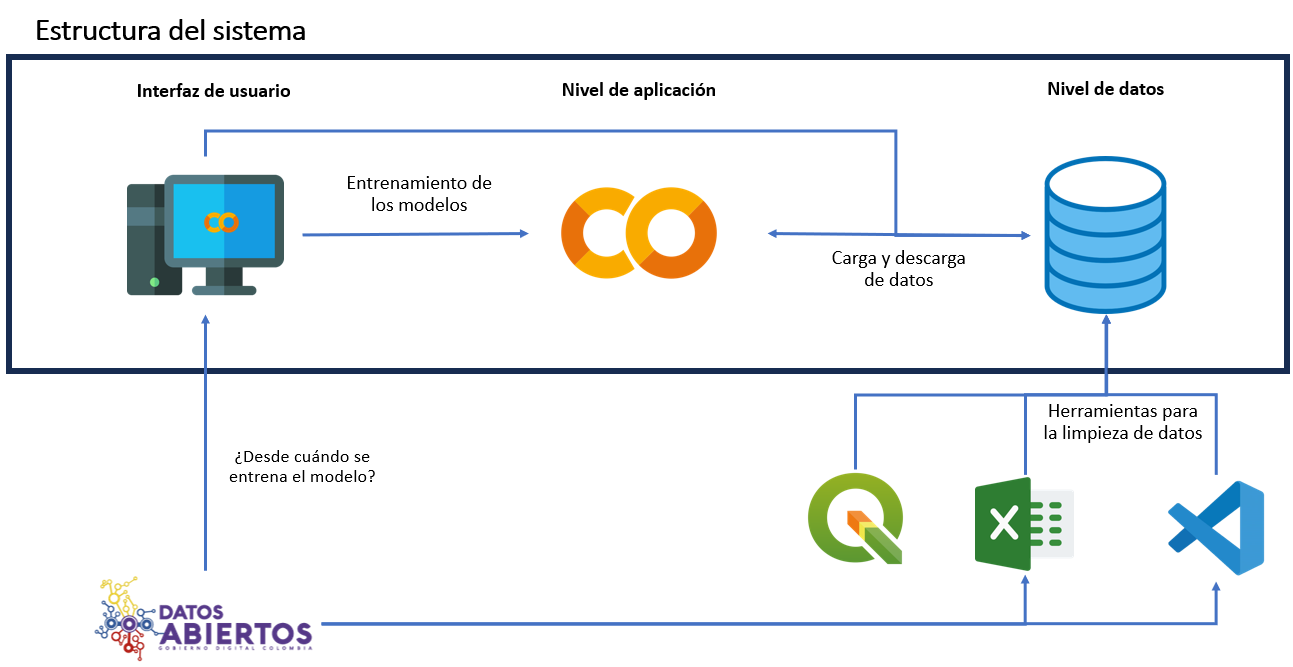 Estructura del sistema
Interfaz de usuario
Nivel de aplicación
Nivel de datos
Entrenamiento de
los modelos
Carga y descarga
de datos
Herramientas para
la limpieza de datos
¿Desde cuándo se
entrena el modelo?
X
DATOS
ABIERTOS
GOBIERNO DIGITAL COLOMBIA